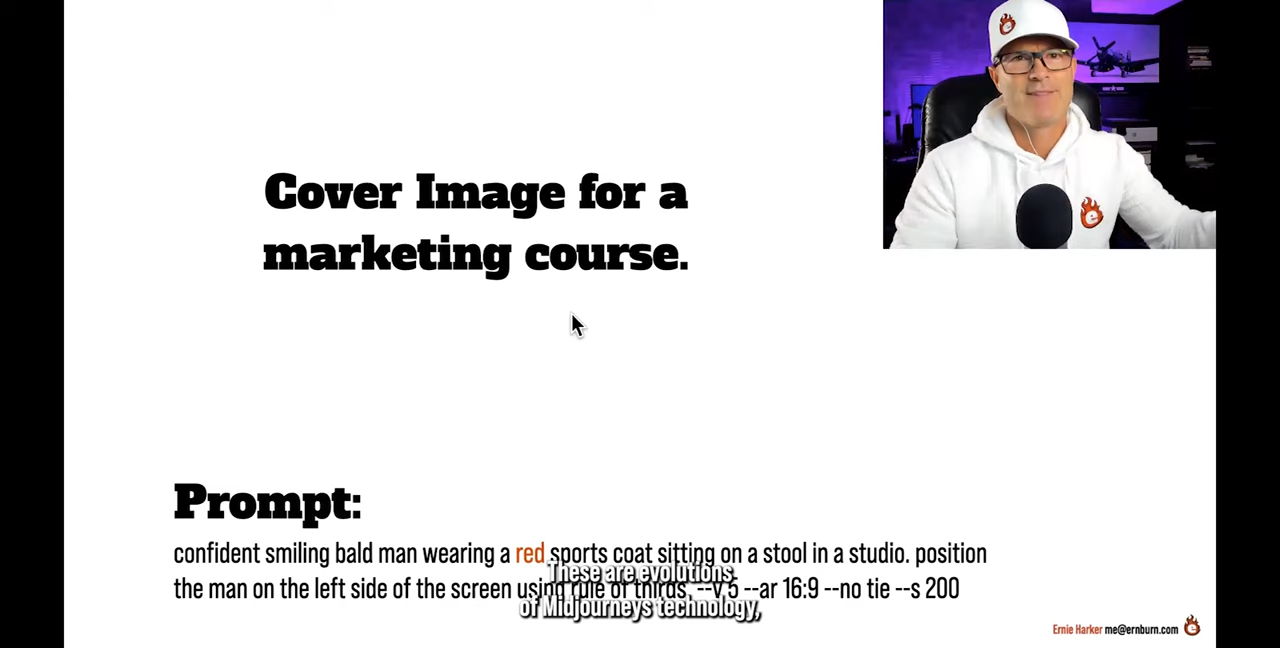 Cover Image for a
marketing course.
Prompt:
confident smiling bald man wearing a red sports coat sitting on a stool in a studio. position
the man on the left side of the screen using rule of thirds. --v 5 --ar 16:9 --no tie --s 200
These are evolutions
of Midjourneys technology,
Ernie Harker me@ernburn.com